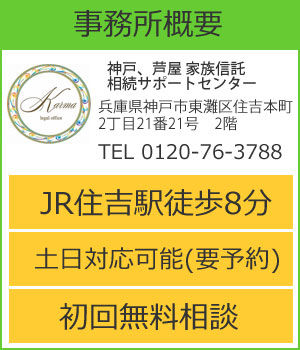 事務所概要
神戸、芦屋 家族信託
相続サポートセンター
Karma
legal office
兵庫県神戸市東灘区住吉本町
2丁目21番21号　2階
TEL 0120-76-3788
JR住吉駅徒歩8分
土日対応可能(要予約)
初回無料相談